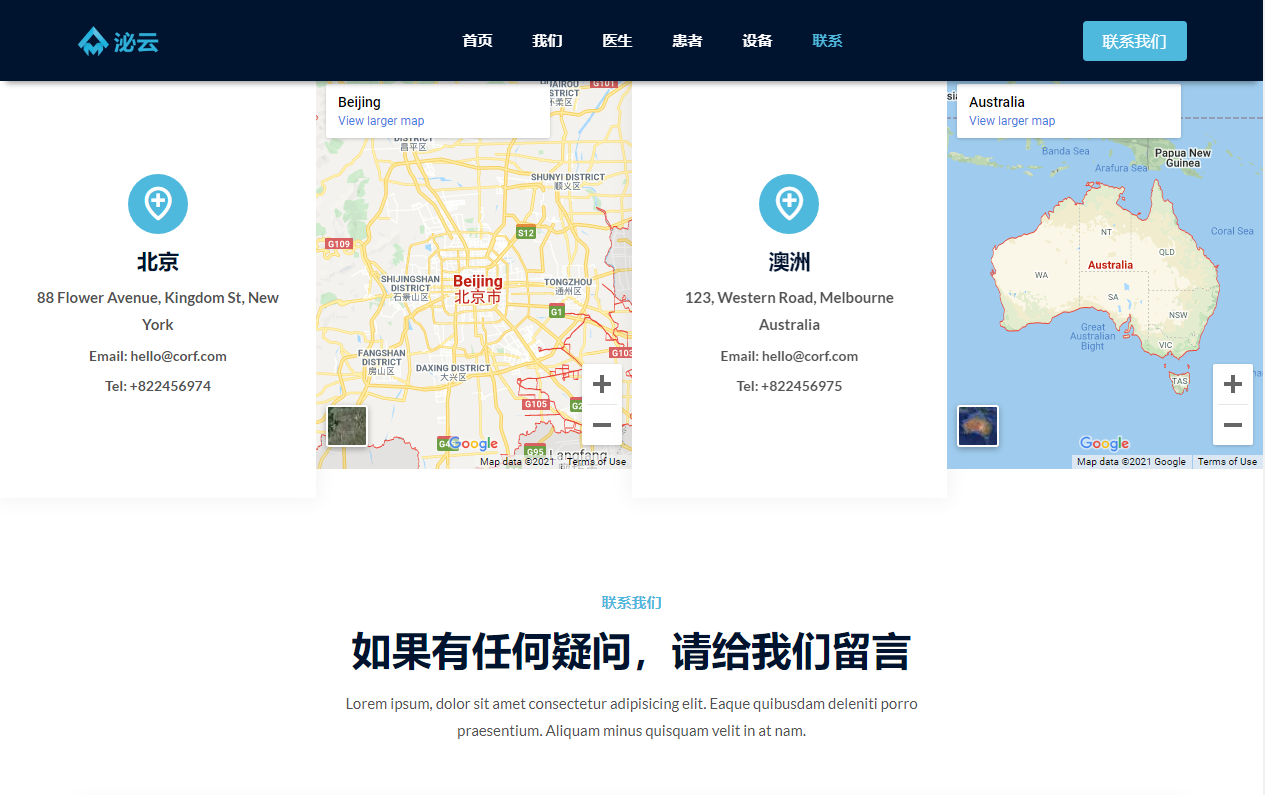 泌云
首页 我们 医生 患者 设备 联系
联系我们
北京
88 Flower Avenue, Kingdom St, New
York
Email: hello@corf.com
Tel: +822456974
Beijing
View larger map
G101
HAIROU
STRICT
怀柔区
DISTRICT
昌平区
SHUNYI DISTRICT
顺义区
S12
G109
SHIJINGSHAN
DISTRICT
石景山区
Beijing
北京市
TONGZHOU
通州区
G1
FANGSHAN
DISTRICT
房山区
DAXING DISTRICT
大兴区
G103
G105
G95
Langfang
Google
Map data ©2021
Terms of Use
澳洲
123, Western Road, Melbourne
Australia
Email: hello@corf.com
Tel: +822456975
Australia
View larger map
Banda Sea
Papua New
Guinea
Arafura Sea
Coral Sea
NT
QLD
WA
Australia
SA
NSW
Great
Australian
Bight
VIC
TAS
Google
Map data ©2021 Google
Terms of Use
联系我们
如果有任何疑问，请给我们留言
Lorem ipsum, dolor sit amet consectetur adipisicing elit. Eaque quibusdam deleniti porro
praesentium. Aliquam minus quisquam velit in at nam.